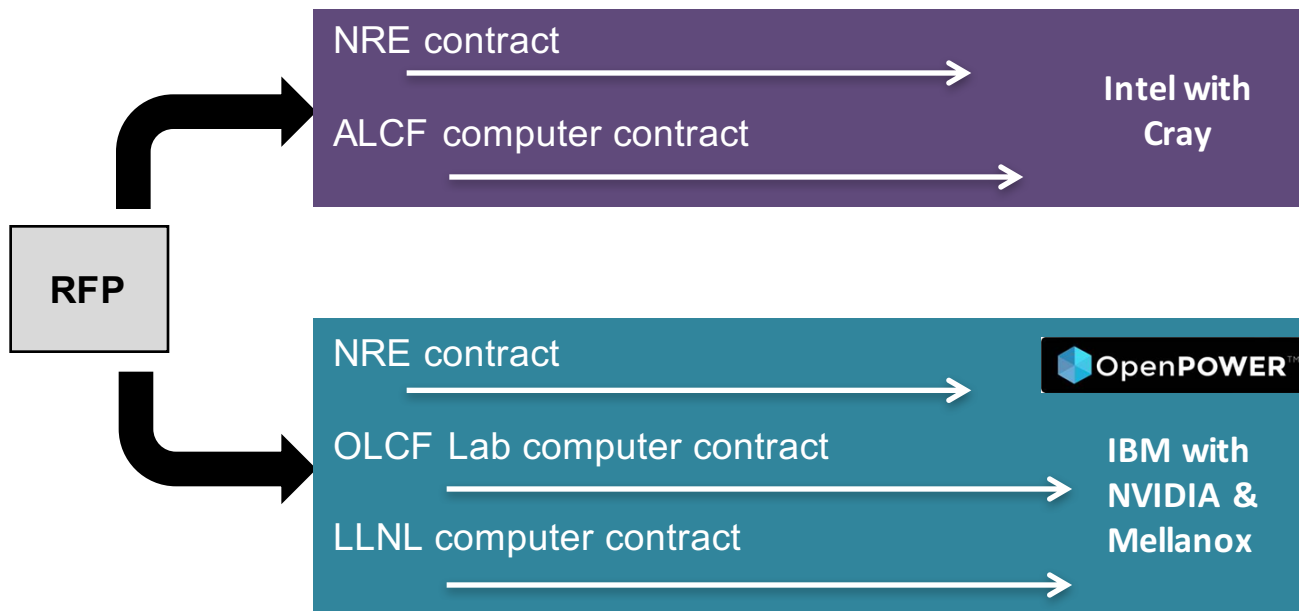 NRE contract
ALCF computer contract
Intel with
Cray
RFP
NRE contract
OpenPOWER™
OLCF Lab computer contract
LLNL computer contract
IBM with
NVIDIA &
Mellanox